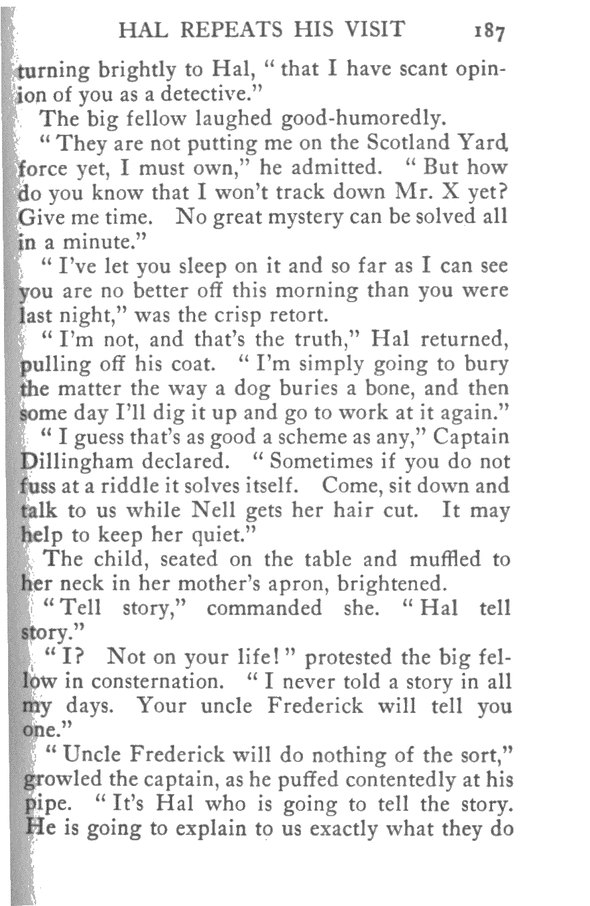 HAL REPEATS HIS VISIT 187
turning brightly to Hal, “ that I have scant opin-
ion of you as a detective.”
The big fellow laughed good-humoredly.
“ They are not putting me on the Scotland Yard
force yet, I must own,” he admitted. “ But how
do you know that I won’t track down Mr. X yet?
Give me time. No great mystery can be solved all
in a minute.”
“ I’ve let you sleep on it and so far as I can see
you are no better off this morning than you were
last night,” was the crisp retort.
“ I’m not, and that’s the truth,” Hal returned,
pulling off his coat. “ I’m simply going to bury
the matter the way a dog buries a bone, and then
some day I’ll dig it up and go to work at it again.”
“ I guess that’s as good a scheme as any,” Captain
Dillingham declared. “ Sometimes if you do not
fuss at a riddle it solves itself. Come, sit down and
talk to us while Nell gets her hair cut. It may
help to keep her quiet.”
The child, seated on the table and muffled to
her neck in her mother’s apron, brightened.
“ Tell story,” commanded she. “ Hal tell
story.”
“ I? Not on your life! ” protested the big fel-
low in consternation. “ I never told a story in all
my days. Your uncle Frederick will tell you
one.”
“ Uncle Frederick will do nothing of the sort,”
growled the captain, as he puffed contentedly at his
pipe. “ It’s Hal who is going to tell the story.
He is going to explain to us exactly what they do